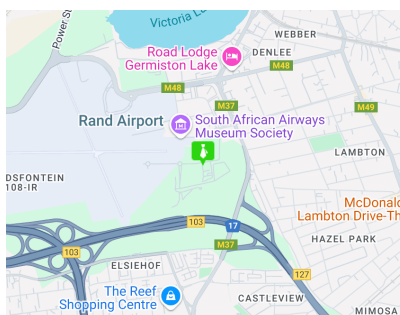 Victoria La
Power St
WEBBER
Road Lodge
Germiston Lake
DENLEE
M48
M48
M37
M49
Rand Airport
South African Airways
Museum Society
LAMBTON
DSFONTEIN
108-IR
McDonald
Lambton Drive-Th
103
17
HAZEL PARK
103
M37
ELSIEHOF
127
The Reef
Shopping Centre
CASTLEVIEW
MIMOSA